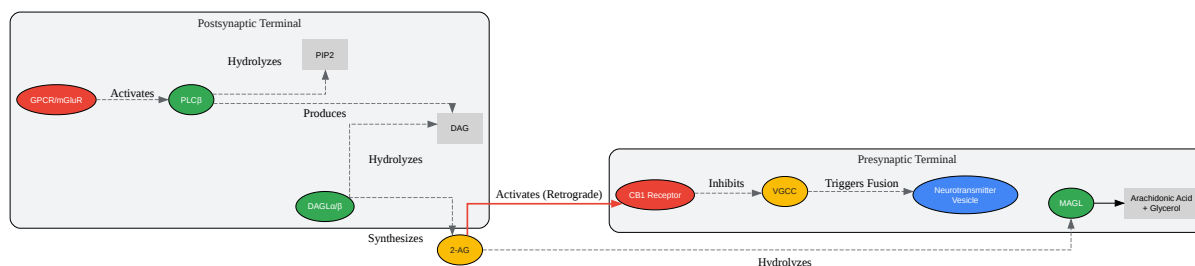 Postsynaptic Terminal
Hydrolyzes
PIP2
GPCR/mGluR
Activates
PLCβ
Produces
DAG
Hydrolyzes
DAGLα/β
Synthesizes
2-AG
Activates (Retrograde)
Presynaptic Terminal
CB1 Receptor
Inhibits
VGCC
Triggers Fusion
Neurotransmitter
Vesicle
MAGL
Arachidonic Acid
+ Glycerol
Hydrolyzes